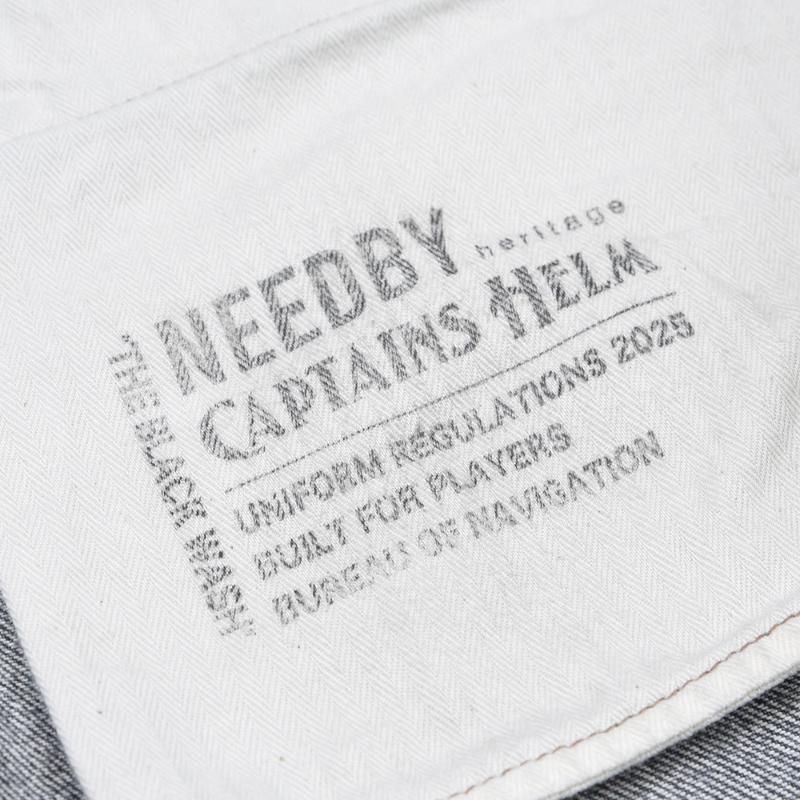 NEEDBY heritage
CAPTAINS HELM
UNIFORM REGULATIONS 2025
BUILT FOR PLAYERS
BUREAU OF NAVIGATION
"THE BLACK WASH"